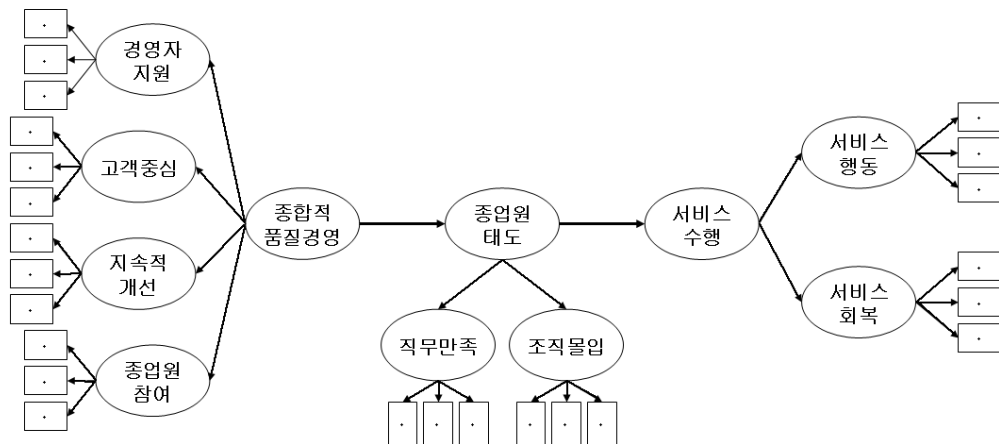 경영자
지원
고객중심
지속적
개선
종업원
참여
종합적
품질경영
종업원
태도
직무만족
조직몰입
서비스
수행
서비스
행동
서비스
회복